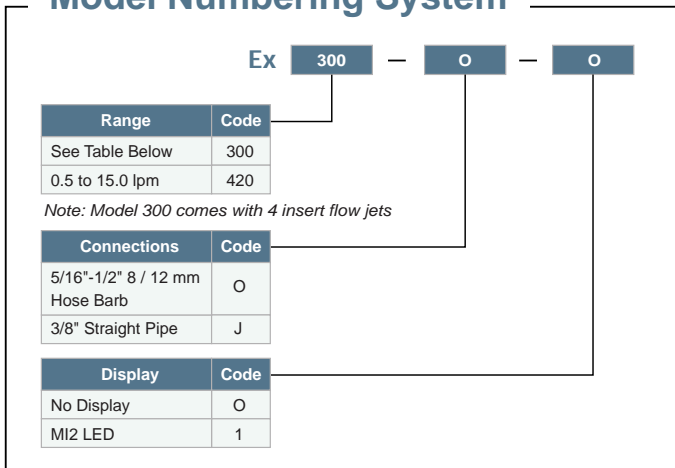 Model Numbering System
Ex 300 — O — O
Range Code
See Table Below 300
0.5 to 15.0 lpm 420
Note: Model 300 comes with 4 insert flow jets
Connections Code
5/16"-1/2" 8 / 12 mm
Hose Barb O
3/8" Straight Pipe J
Display Code
No Display O
MI2 LED 1